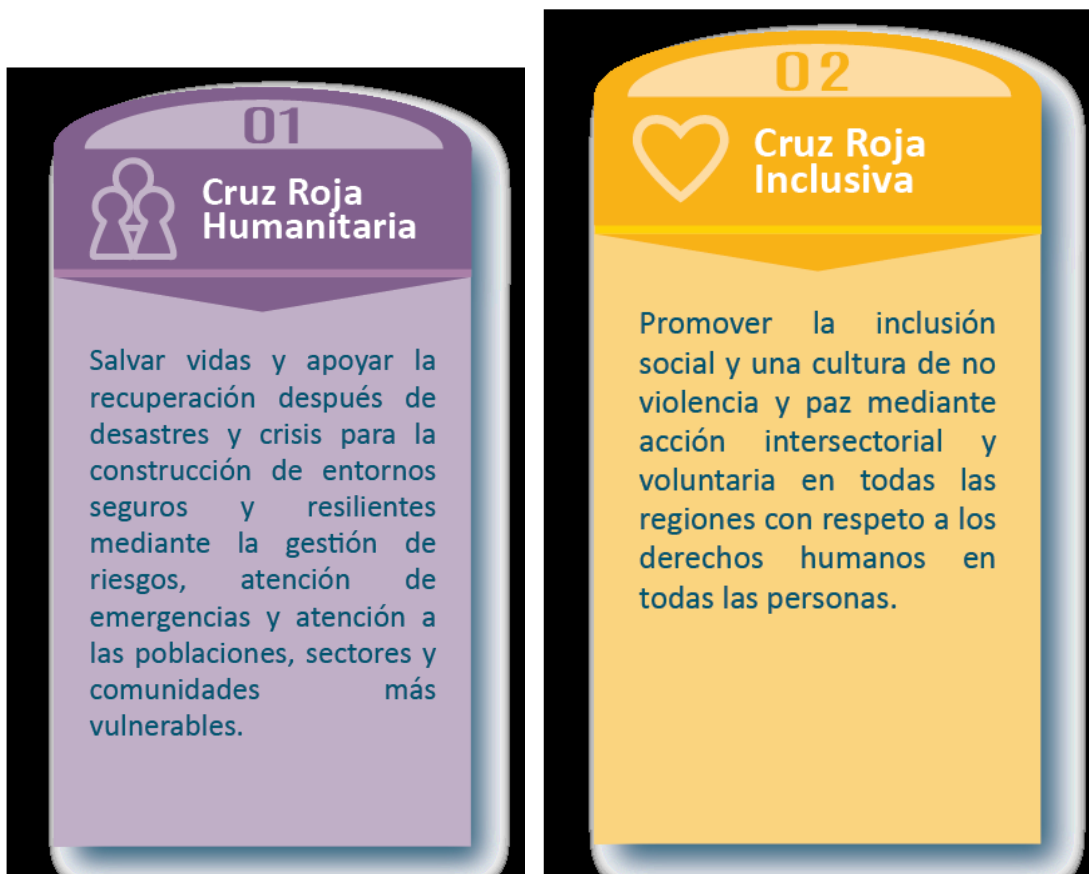 01
Cruz Roja
Humanitaria
Salvar vidas y apoyar la
recuperación después de
desastres y crisis para la
construcción de entornos
seguros y resilientes
mediante la gestión de
riesgos, atención de
emergencias y atención a
las poblaciones, sectores y
comunidades más
vulnerables.
02
Cruz Roja
Inclusiva
Promover la inclusión
social y una cultura de no
violencia y paz mediante
acción intersectorial y
voluntaria en todas las
regiones con respeto a los
derechos humanos en
todas las personas.